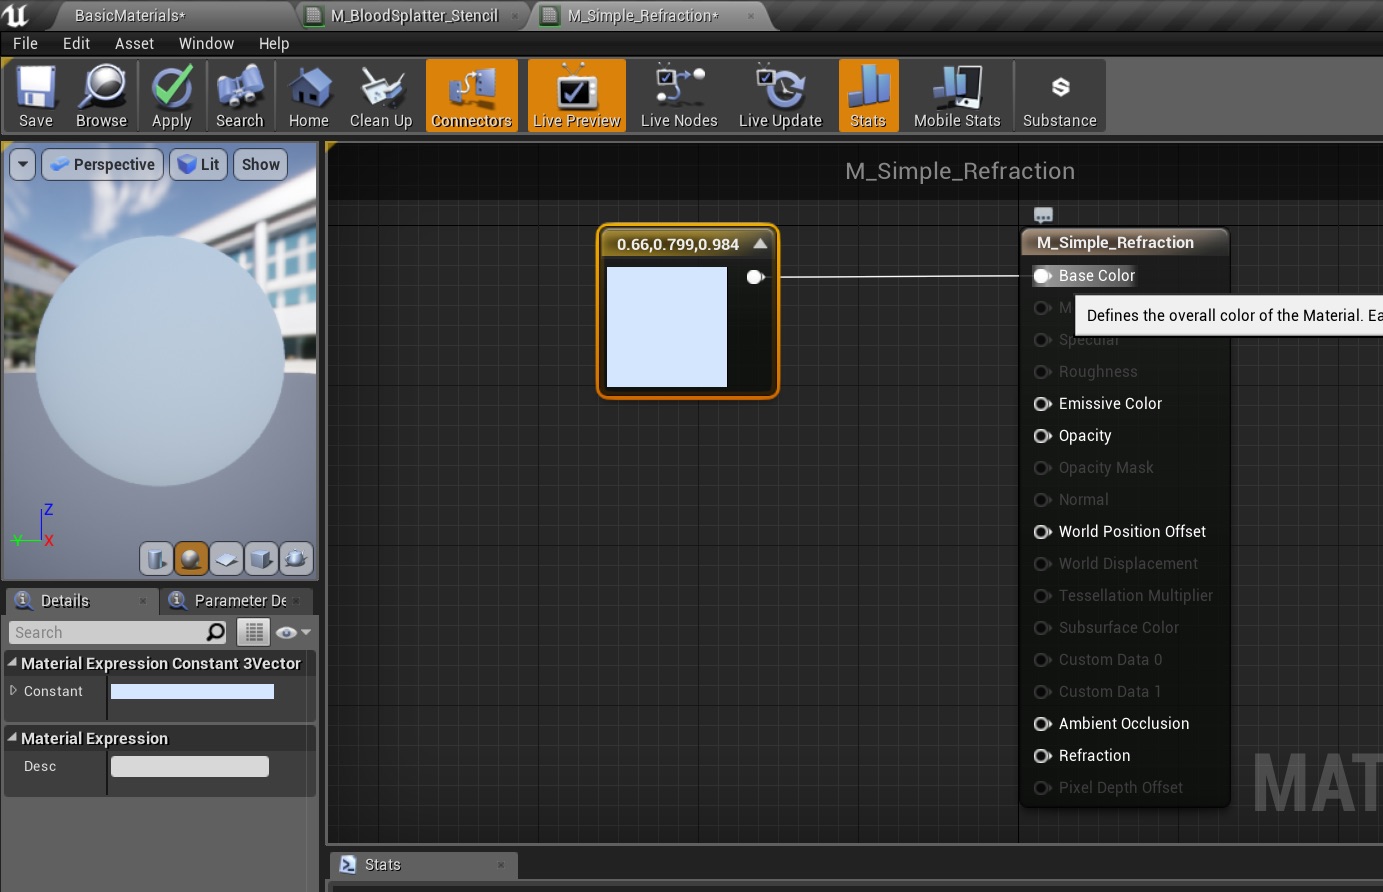 BasicMaterials*
M_BloodSplatter_Stencil
M_Simple_Refraction*
File Edit Asset Window Help
Save Browse Apply Search Home Clean Up Connectors Live Preview Live Nodes Live Update Stats Mobile Stats Substance
Perspective Lit Show
M_Simple_Refraction
0.66,0.799,0.984
M_Simple_Refraction
Base Color
Defines the overall color of the Material. Ea
Specular
Roughness
Emissive Color
Opacity
Opacity Mask
Normal
World Position Offset
World Displacement
Tessellation Multiplier
Subsurface Color
Custom Data 0
Custom Data 1
Ambient Occlusion
Refraction
Pixel Depth Offset
MAT
Z
Y
X
Details
Parameter De
Search
Material Expression Constant 3Vector
Constant
Material Expression
Desc
Stats